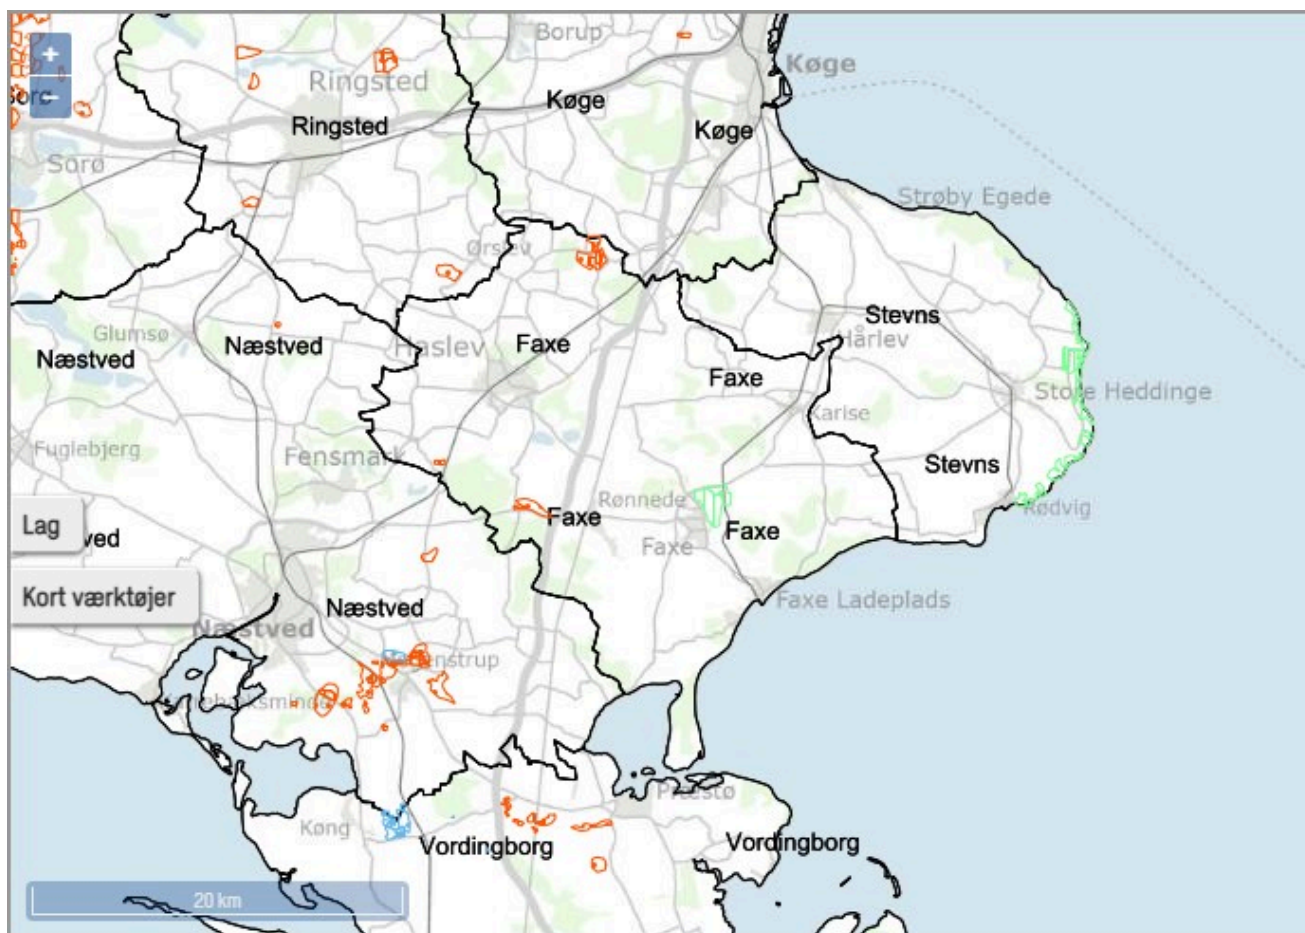 Borup
+
Køge
Ringsted
Køge
–
Sorø
Ringsted
Køge
Sorø
Strøby Egede
Ørslev
Stevns
Glumsø
Hårlev
Næstved
Næstved
Haslev
Faxe
Faxe
Store Heddinge
Karise
Fuglebjerg
Fensmark
Stevns
Rønnede
Rødvig
Lag
Faxe
Faxe
Faxe
Kort værktøjer
Næstved
Faxe Ladeplads
Næstved
Præstø
Køng
Vordingborg
Vordingborg
20 km